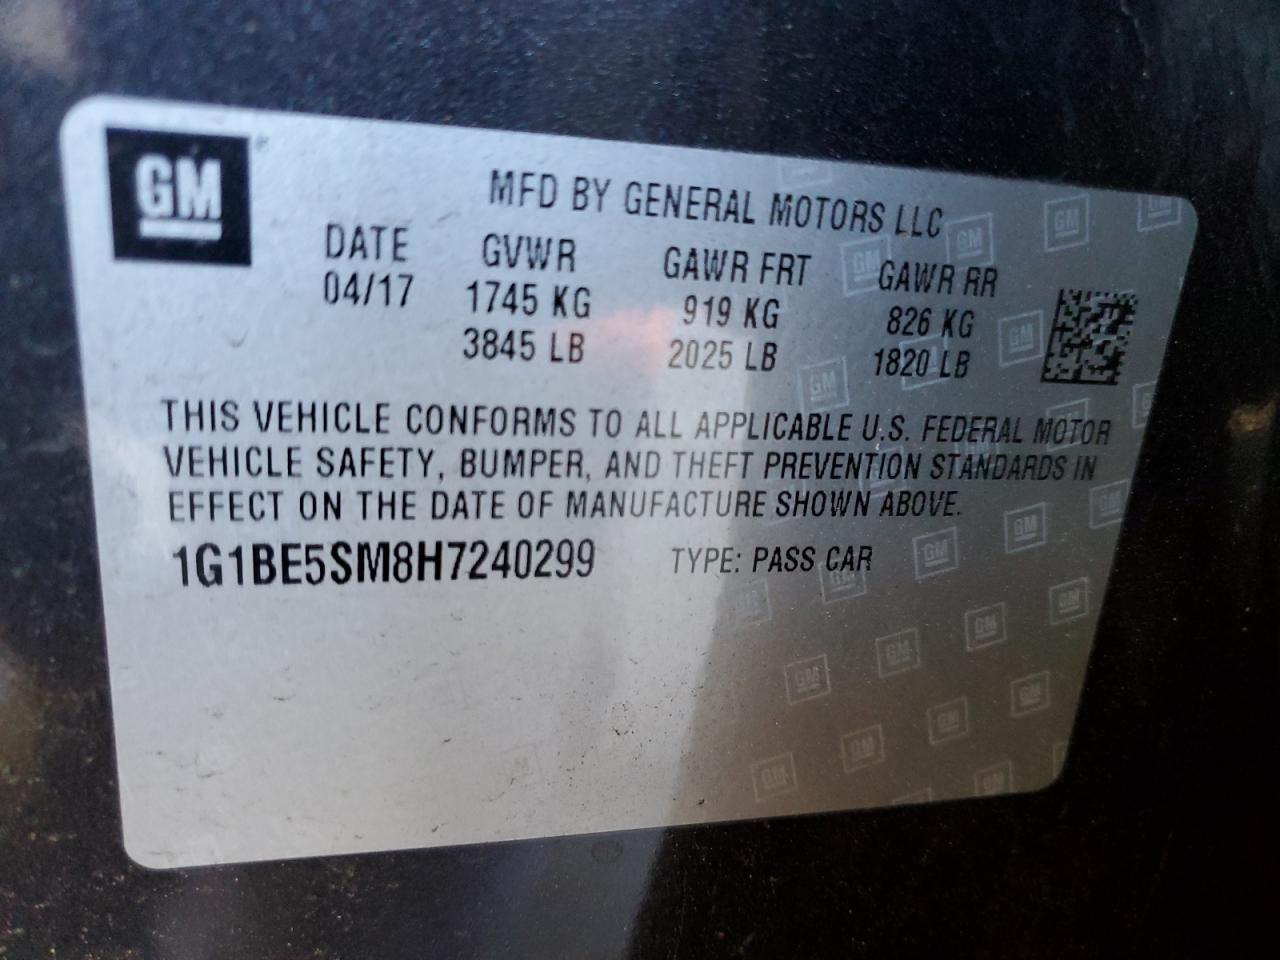 GM
MFD BY GENERAL MOTORS LLC
DATE GVWR GAWR FRT GAWR RR
04/17 1745 KG 919 KG 826 KG
3845 LB 2025 LB 1820 LB
THIS VEHICLE CONFORMS TO ALL APPLICABLE U.S. FEDERAL MOTOR
VEHICLE SAFETY, BUMPER, AND THEFT PREVENTION STANDARDS IN
EFFECT ON THE DATE OF MANUFACTURE SHOWN ABOVE.
1G1BE5SM8H7240299 TYPE: PASS CAR